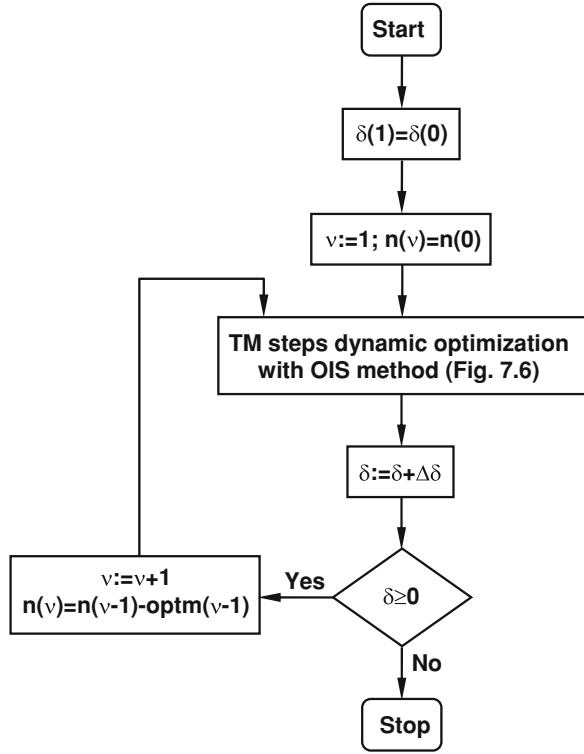 Start
δ(1)=δ(0)
ν:=1; n(ν)=n(0)
TM steps dynamic optimization
with OIS method (Fig. 7.6)
δ:=δ+Δδ
ν:=ν+1
n(ν)=n(ν-1)-optm(ν-1)
Yes
δ≥0
No
Stop